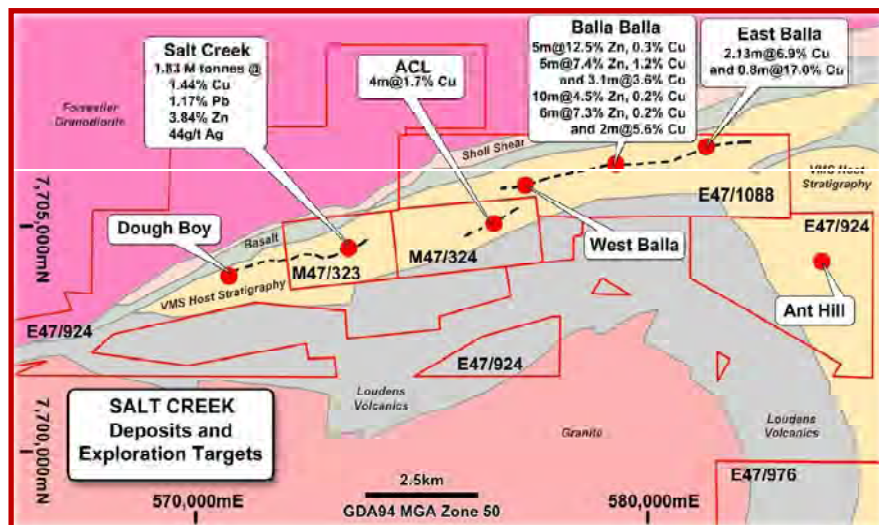 Salt Creek
1.83 M tonnes @
1.44% Cu
1.17% Pb
3.84% Zn
44g/t Ag
ACL
4m@1.7% Cu
Balla Balla
5m@12.5% Zn, 0.3% Cu
5m@7.4% Zn, 1.2% Cu
and 3.1m@3.6% Cu
10m@4.5% Zn, 0.2% Cu
6m@7.3% Zn, 0.2% Cu
and 2m@5.6% Cu
East Balla
2.13m@6.9% Cu
and 0.8m@17.0% Cu
Forrestier
Granodiorite
Sholl Shear
VMS Host
Stratigraphy
E47/1088
7,705,000mN
Dough Boy
Basalt
M47/323
M47/324
West Balla
E47/924
VMS Host Stratigraphy
Ant Hill
E47/924
E47/924
Loudens
Volcanics
SALT CREEK
Deposits and
Exploration Targets
7,700,000mN
Granite
Loudens
Volcanics
E47/976
570,000mE
2.5km
580,000mE
GDA94 MGA Zone 50